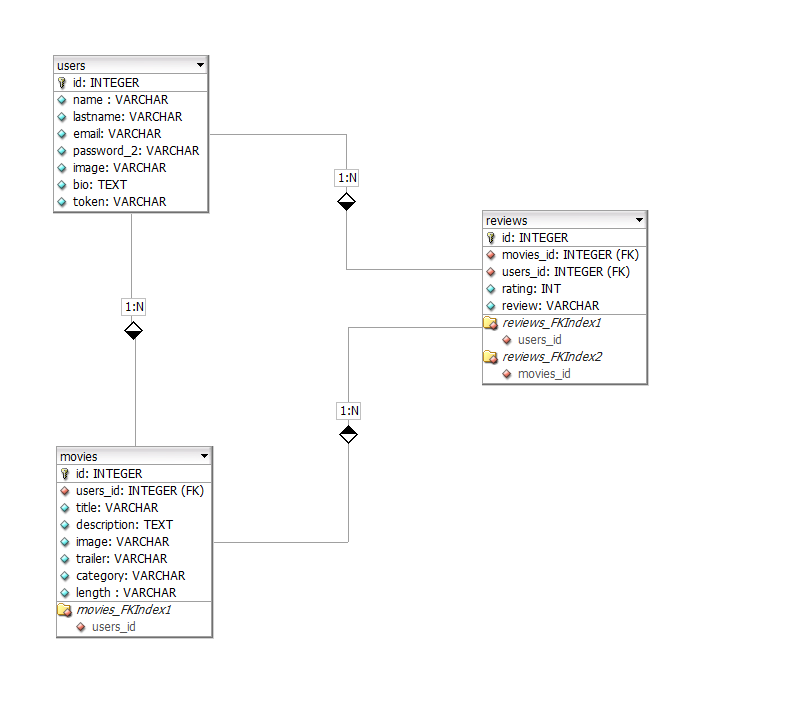 users
id: INTEGER
name : VARCHAR
lastname: VARCHAR
email: VARCHAR
password_2: VARCHAR
image: VARCHAR
bio: TEXT
token: VARCHAR
1:N
reviews
id: INTEGER
movies_id: INTEGER (FK)
users_id: INTEGER (FK)
rating: INT
review: VARCHAR
reviews_FKIndex1
users_id
reviews_FKIndex2
movies_id
1:N
1:N
movies
id: INTEGER
users_id: INTEGER (FK)
title: VARCHAR
description: TEXT
image: VARCHAR
trailer: VARCHAR
category: VARCHAR
length : VARCHAR
movies_FKIndex1
users_id